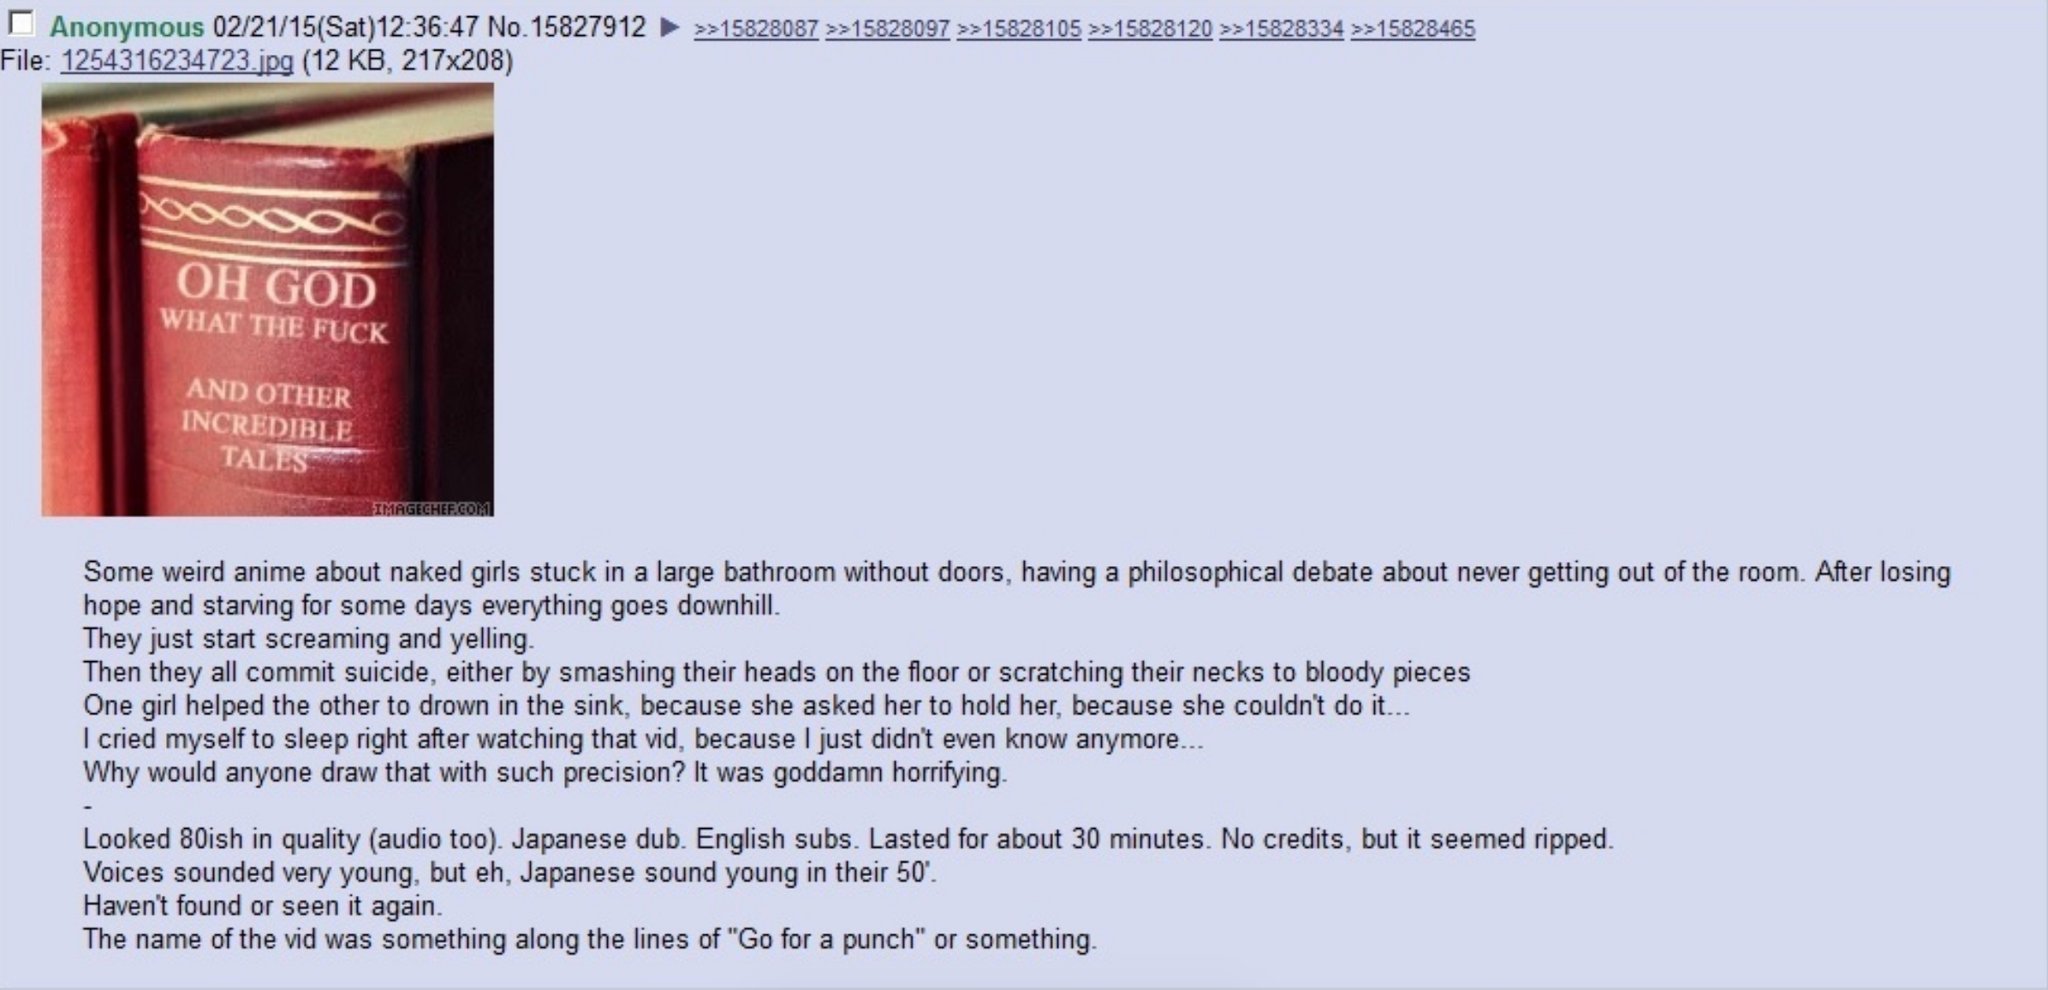 Anonymous 02/21/15(Sat)12:36:47 No.15827912 ▶ >>15828087 >>15828097 >>15828105 >>15828120 >>15828334 >>15828465
File: 1254316234723.jpg (12 KB, 217x208)
OH GOD
WHAT THE FUCK
AND OTHER
INCREDIBLE
TALES
IMAGECHEF.COM
Some weird anime about naked girls stuck in a large bathroom without doors, having a philosophical debate about never getting out of the room. After losing
hope and starving for some days everything goes downhill.
They just start screaming and yelling.
Then they all commit suicide, either by smashing their heads on the floor or scratching their necks to bloody pieces
One girl helped the other to drown in the sink, because she asked her to hold her, because she couldn't do it...
I cried myself to sleep right after watching that vid, because I just didn't even know anymore...
Why would anyone draw that with such precision? It was goddamn horrifying.
-
Looked 80ish in quality (audio too). Japanese dub. English subs. Lasted for about 30 minutes. No credits, but it seemed ripped.
Voices sounded very young, but eh, Japanese sound young in their 50'.
Haven't found or seen it again.
The name of the vid was something along the lines of "Go for a punch" or something.